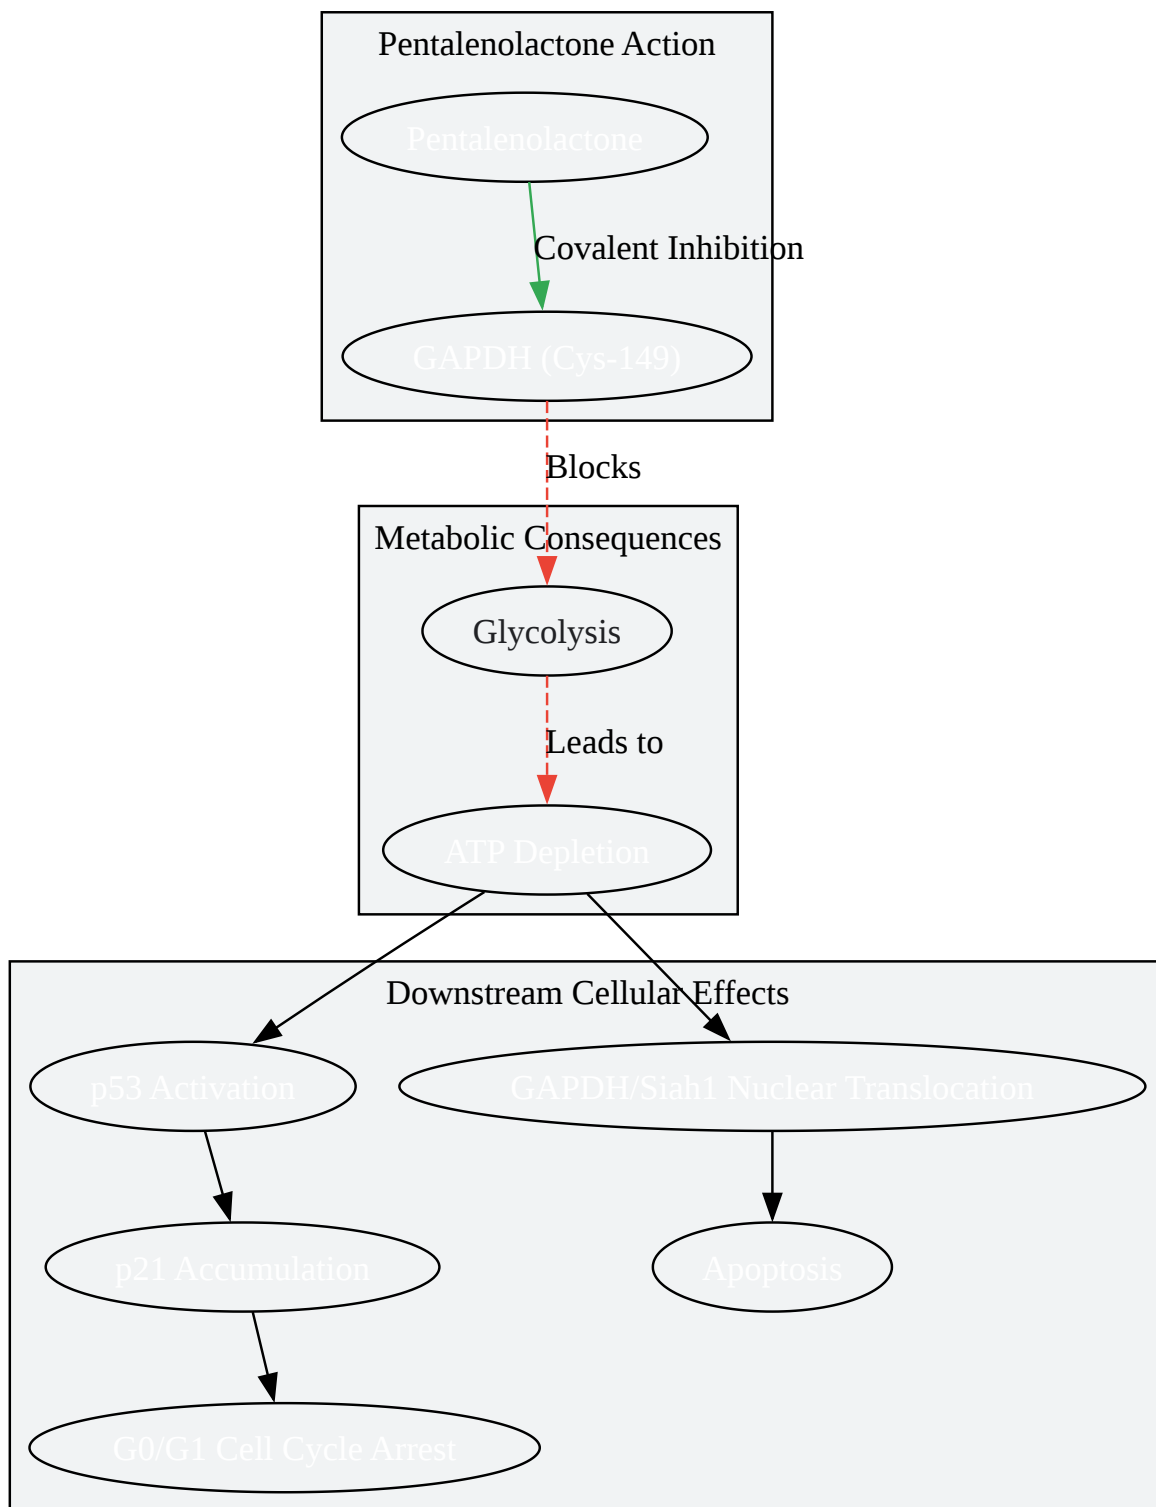 Pentalenolactone Action
Pentalenolactone
Covalent Inhibition
GAPDH (Cys-149)
Blocks
Metabolic Consequences
Glycolysis
Leads to
ATP Depletion
Downstream Cellular Effects
p53 Activation
GAPDH/Siah1 Nuclear Translocation
p21 Accumulation
Apoptosis
G0/G1 Cell Cycle Arrest